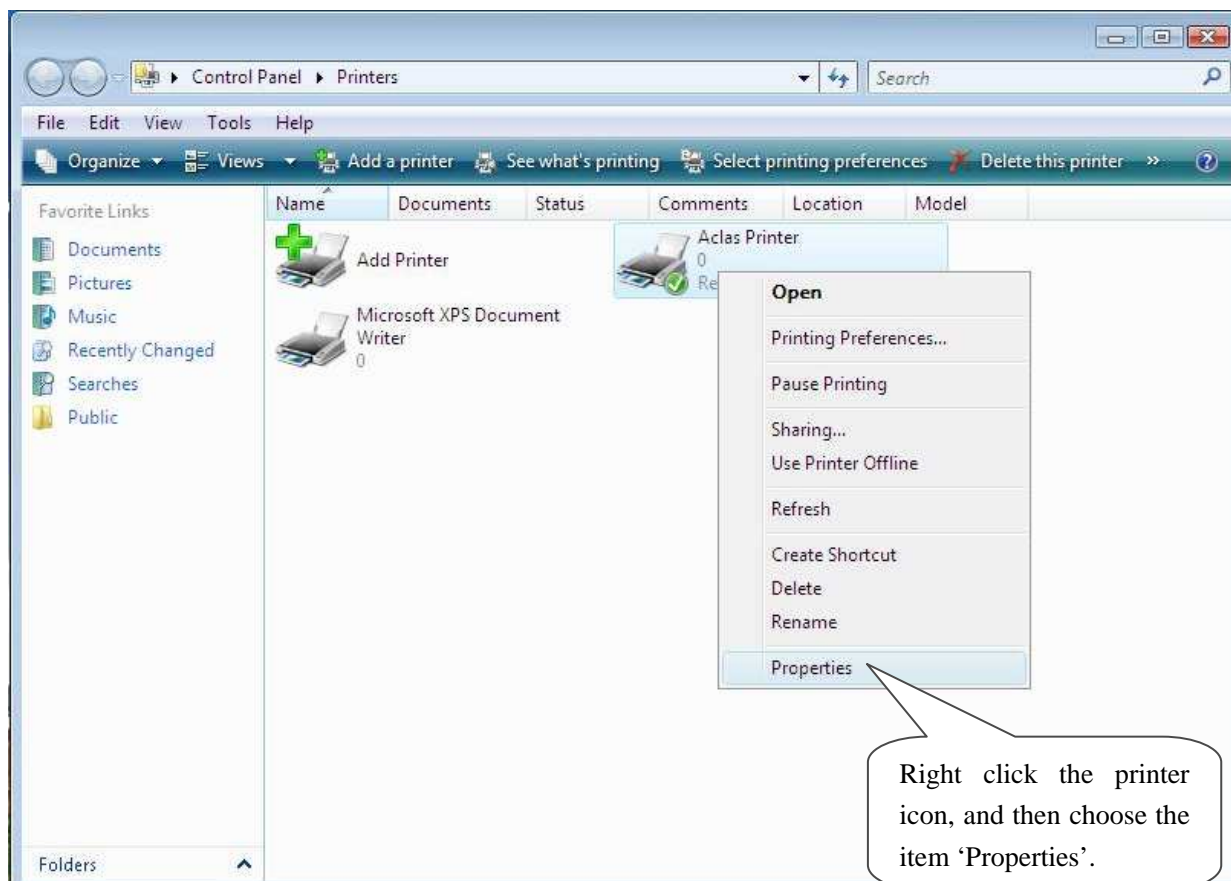 Control Panel Printers
Search
File Edit View Tools Help
Organize Views Add a printer See what's printing Select printing preferences Delete this printer »
Favorite Links
Documents
Pictures
Music
Recently Changed
Searches
Public
Folders
Name Documents Status Comments Location Model
Add Printer
Aclas Printer
0
Re
Microsoft XPS Document
Writer
0
Open
Printing Preferences...
Pause Printing
Sharing...
Use Printer Offline
Refresh
Create Shortcut
Delete
Rename
Properties
Right click the printer
icon, and then choose the
item ‘Properties’.